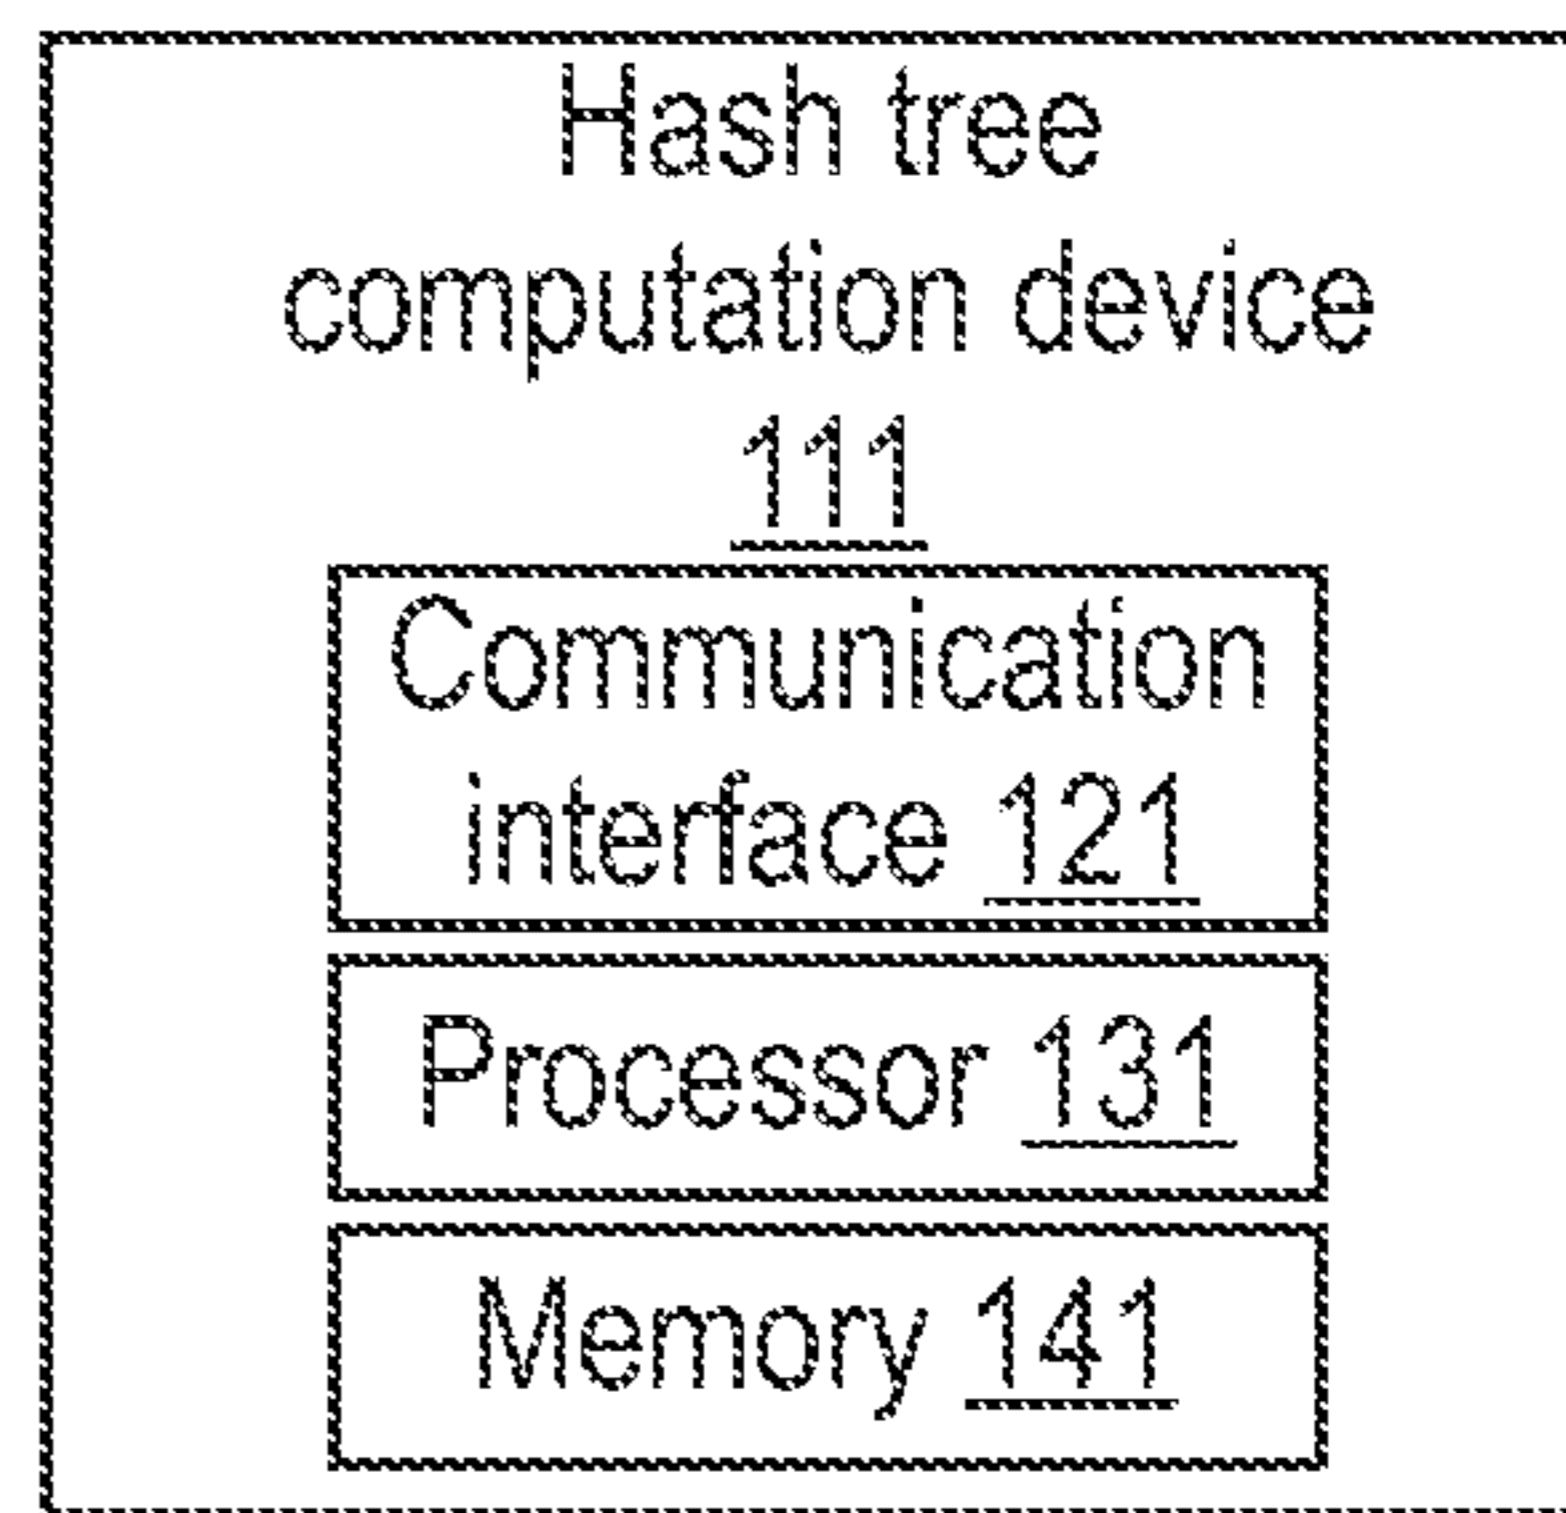 Hash tree
computation device
111
Communication
interface 121
Processor 131
Memory 141